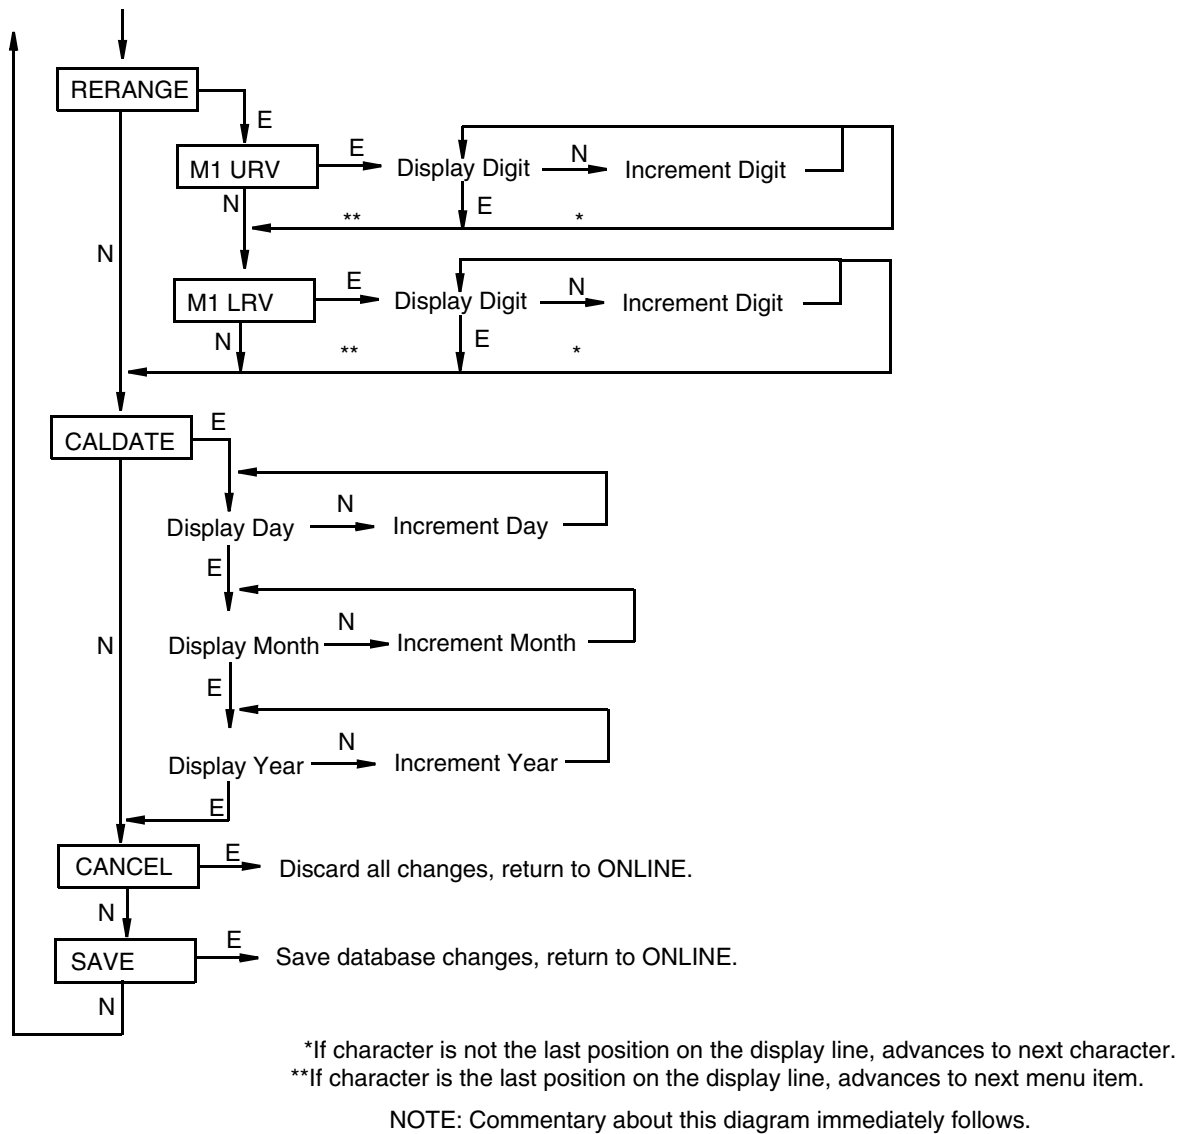 RERANGE
E
M1 URV
E
Display Digit
N
Increment Digit
N
E
**
*
N
M1 LRV
E
Display Digit
N
Increment Digit
N
E
**
*
CALDATE
E
Display Day
N
Increment Day
E
Display Month
N
Increment Month
N
E
Display Year
N
Increment Year
E
CANCEL
E
Discard all changes, return to ONLINE.
N
SAVE
E
Save database changes, return to ONLINE.
N
*If character is not the last position on the display line, advances to next character.
**If character is the last position on the display line, advances to next menu item.
NOTE: Commentary about this diagram immediately follows.